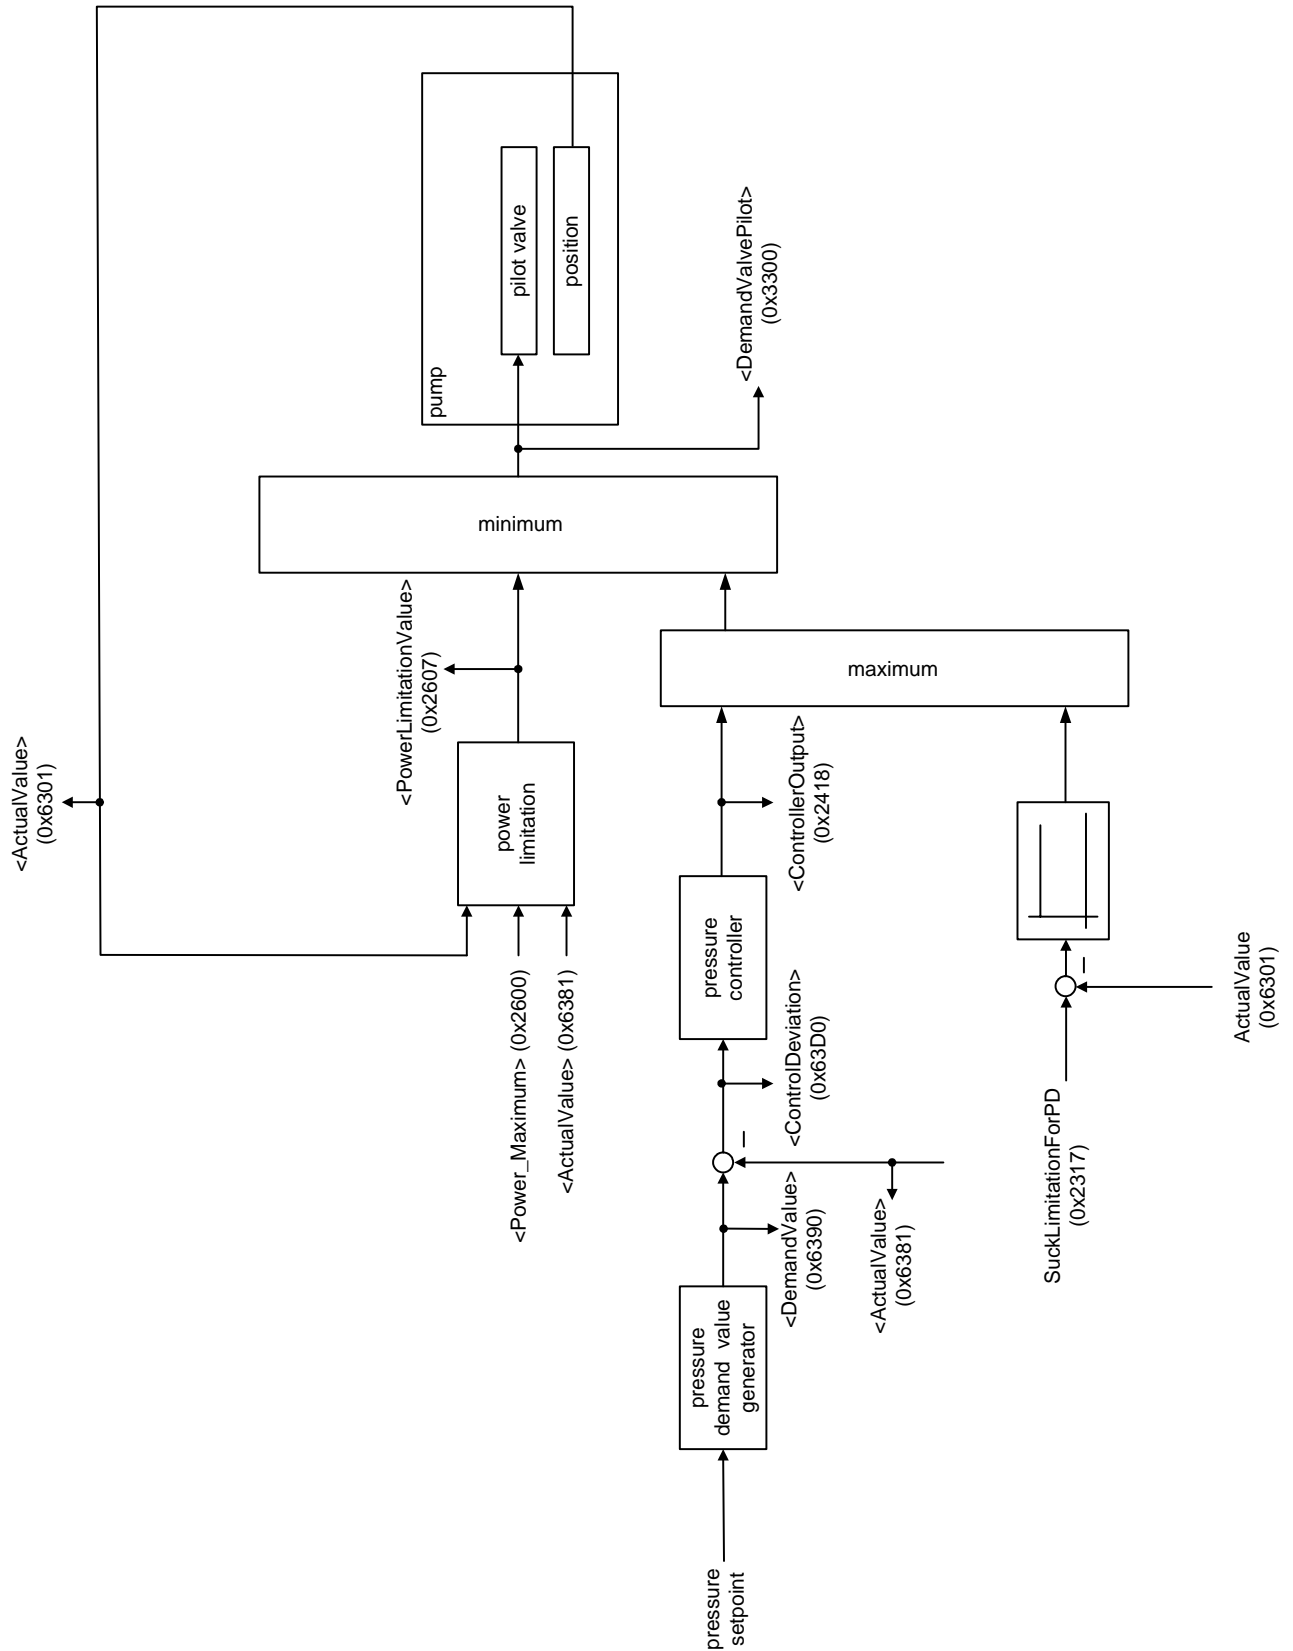 <ActualValue>
(0x6301)
pump
pilot valve
position
<DemandValvePilot>
(0x3300)
minimum
<PowerLimitationValue>
(0x2607)
power
limitation
<Power_Maximum> (0x2600)
<ActualValue> (0x6381)
maximum
<ControllerOutput>
(0x2418)
pressure
controller
<ControlDeviation>
(0x63D0)
<DemandValue>
(0x6390)
<ActualValue>
(0x6381)
pressure
demand value
generator
pressure
setpoint
SuckLimitationForPD
(0x2317)
ActualValue
(0x6301)